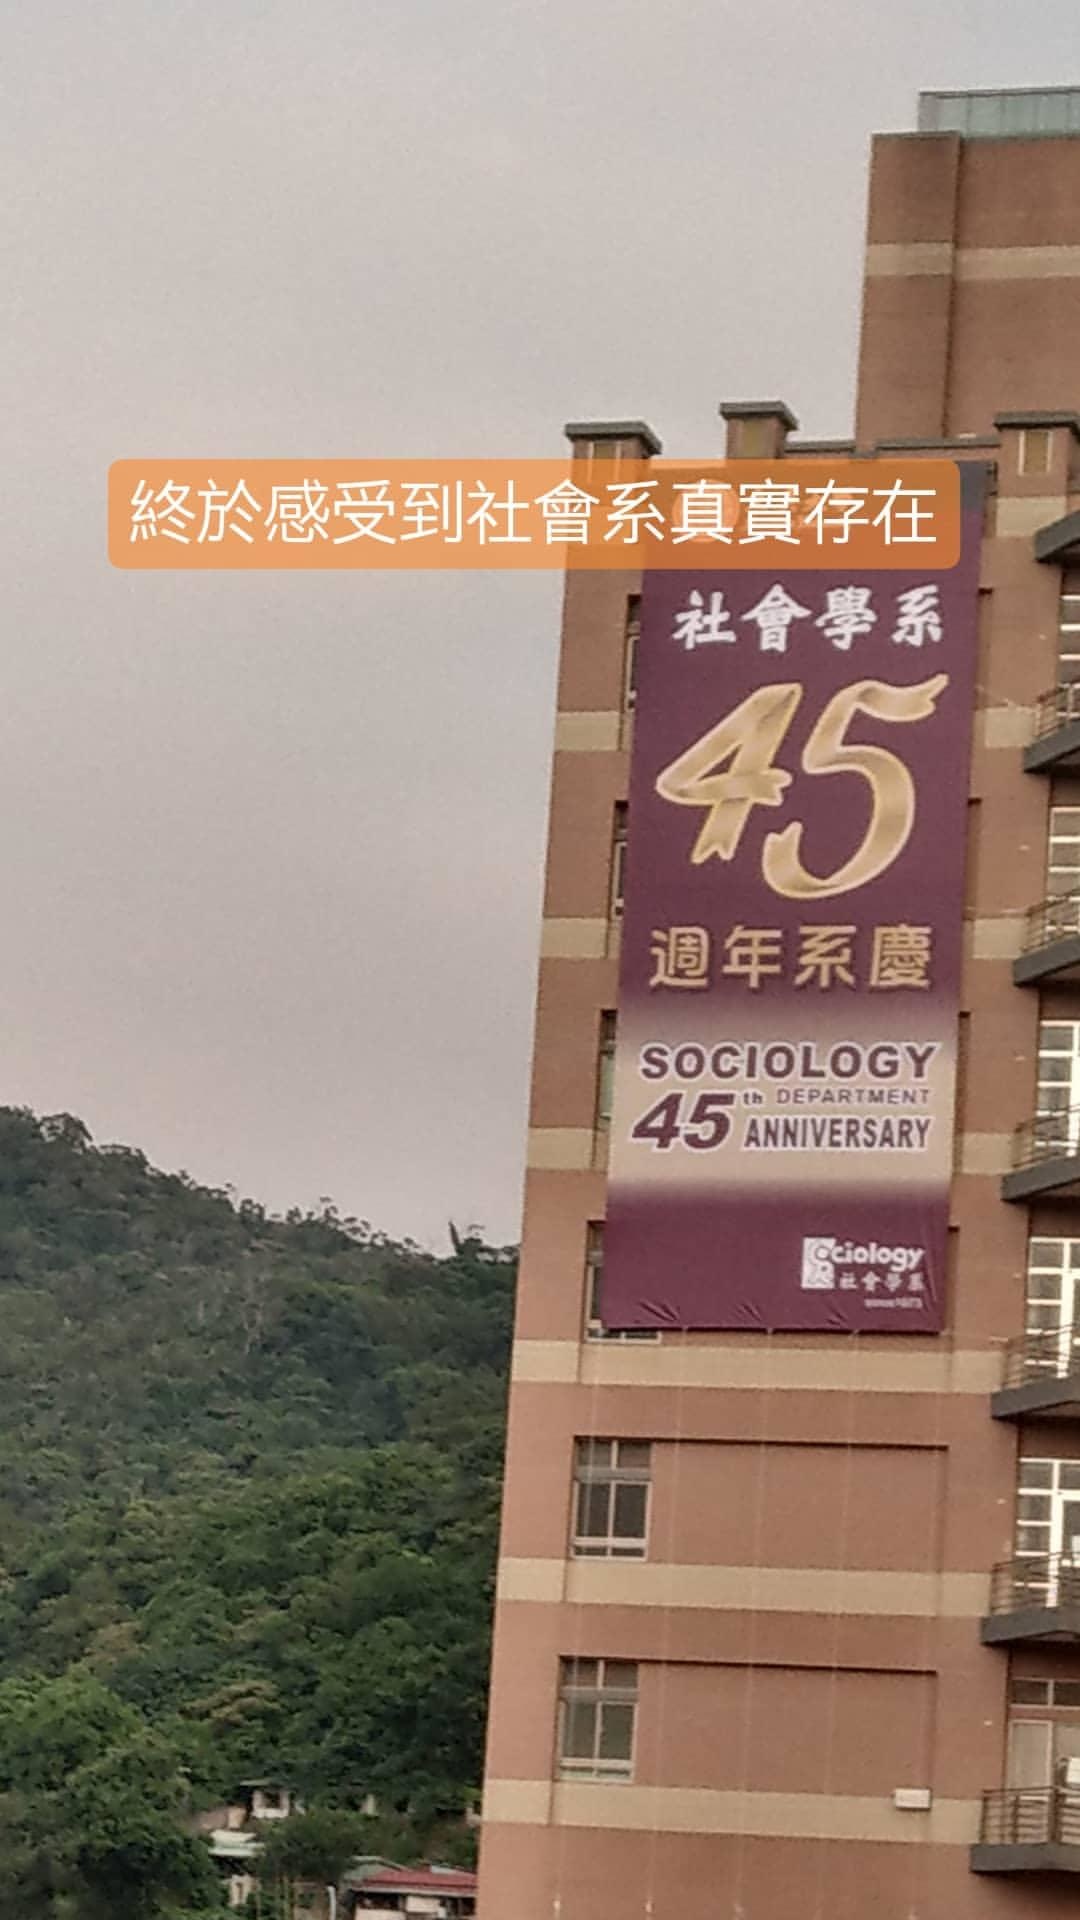 終於感受到社會系真實存在
社會學系
45
週年系慶
SOCIOLOGY
45th DEPARTMENT
ANNIVERSARY
Sociology
社會學系